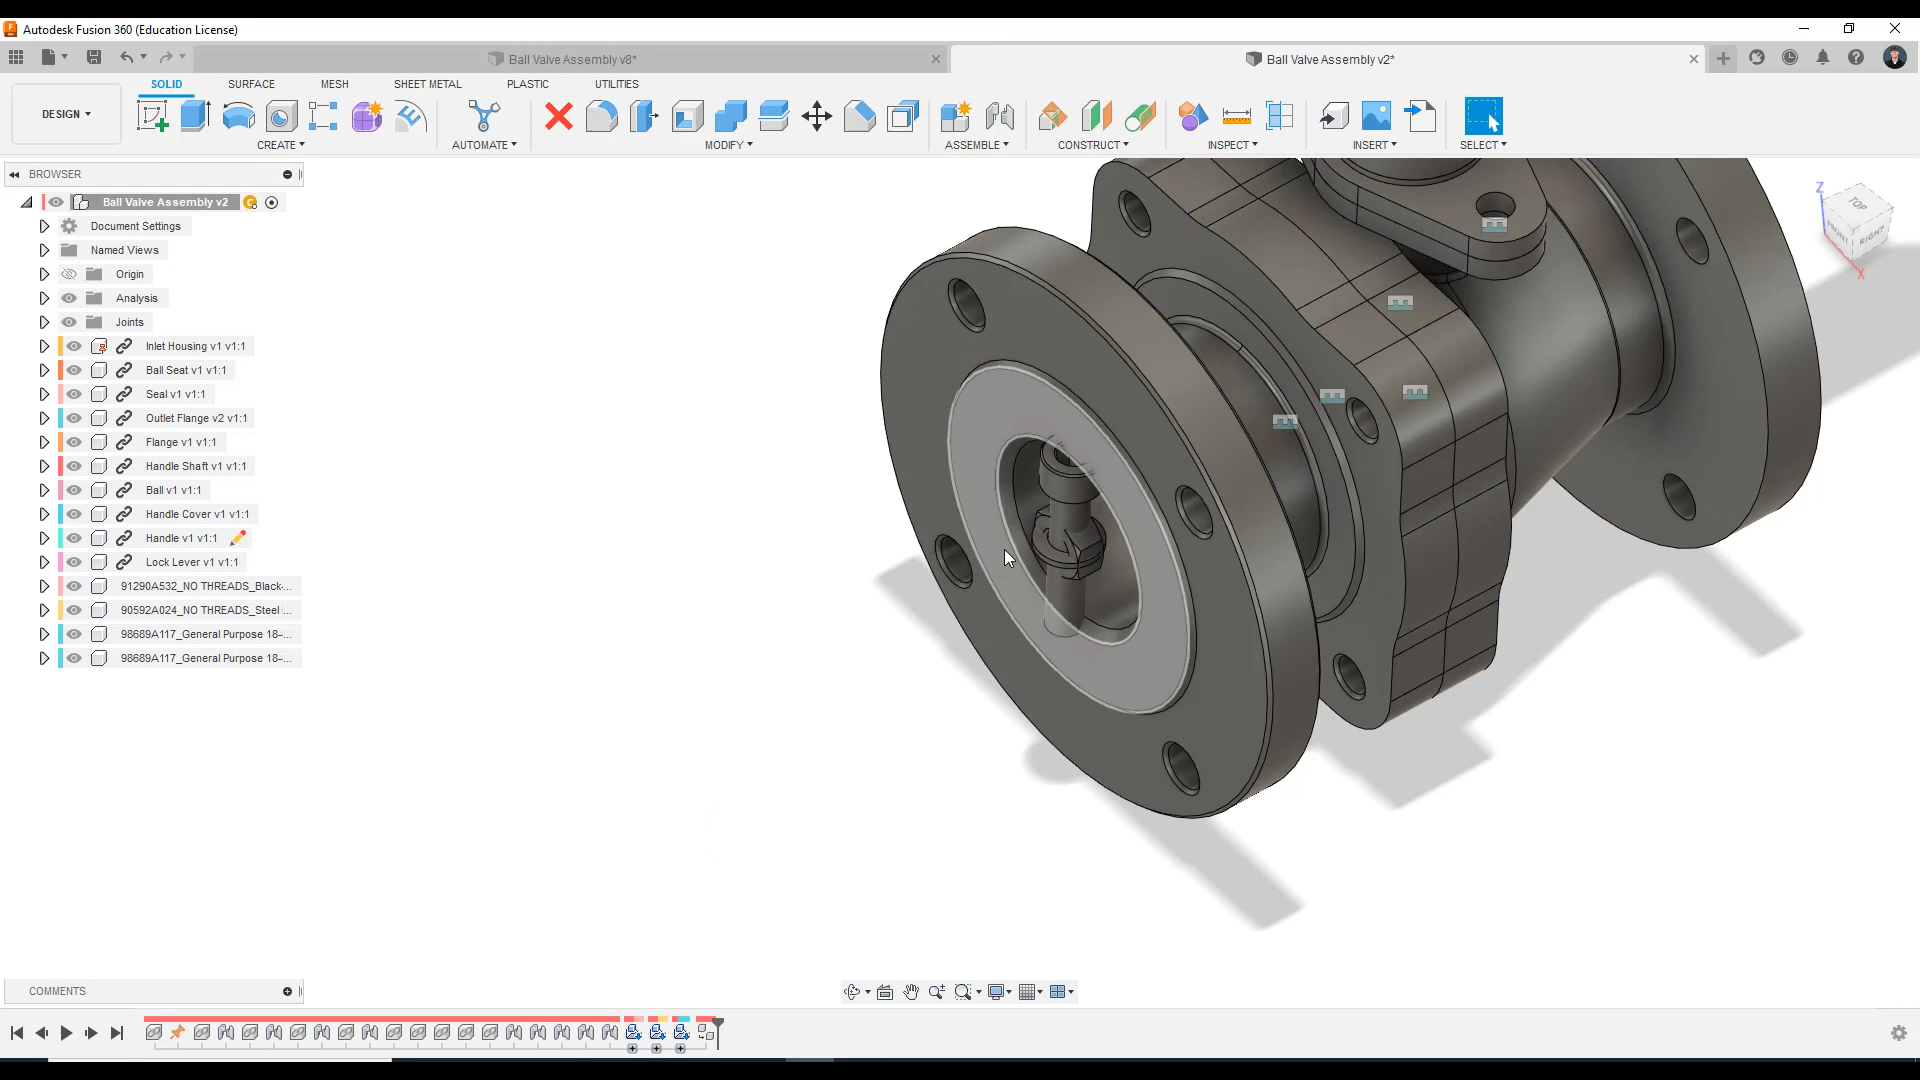 Autodesk Fusion 360 (Education License)
Ball Valve Assembly v8*
Ball Valve Assembly v2*
DESIGN
SOLID
SURFACE
MESH
SHEET METAL
PLASTIC
UTILITIES
CREATE
AUTOMATE
MODIFY
ASSEMBLE
CONSTRUCT
INSPECT
INSERT
SELECT
BROWSER
Ball Valve Assembly v2
Document Settings
Named Views
Origin
Analysis
Joints
Inlet Housing v1 v1:1
Ball Seat v1 v1:1
Seal v1 v1:1
Outlet Flange v2 v1:1
Flange v1 v1:1
Handle Shaft v1 v1:1
Ball v1 v1:1
Handle Cover v1 v1:1
Handle v1 v1:1
Lock Lever v1 v1:1
91290A532_NO THREADS_Black-...
90592A024_NO THREADS_Steel ...
98689A117_General Purpose 18-...
98689A117_General Purpose 18-...
Z
TOP
FRONT
RIGHT
X
COMMENTS